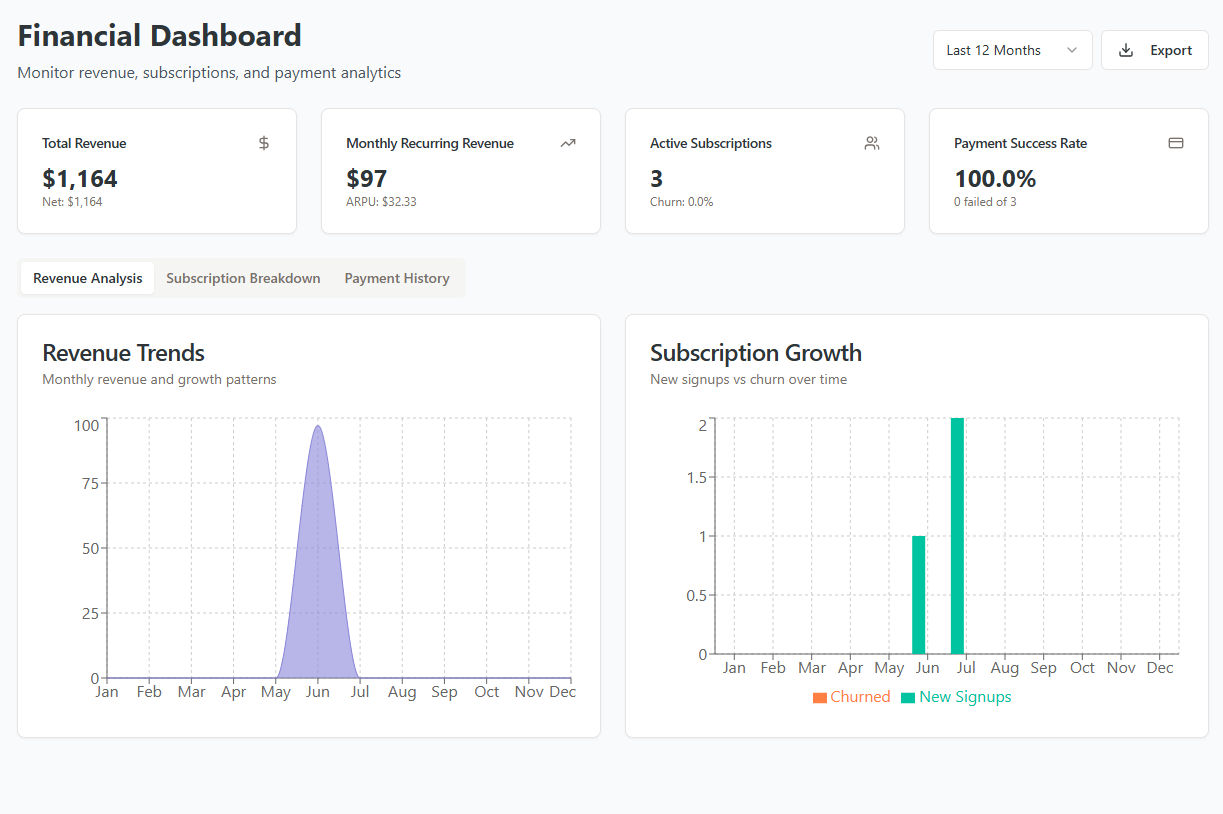 Financial Dashboard
Monitor revenue, subscriptions, and payment analytics
Last 12 Months
Export
Total Revenue
$1,164
Net: $1,164
Monthly Recurring Revenue
$97
ARPU: $32.33
Active Subscriptions
3
Churn: 0.0%
Payment Success Rate
100.0%
0 failed of 3
Revenue Analysis
Subscription Breakdown
Payment History
Revenue Trends
Monthly revenue and growth patterns
100
75
50
25
0
Jan Feb Mar Apr May Jun Jul Aug Sep Oct Nov Dec
Subscription Growth
New signups vs churn over time
2
1.5
1
0.5
0
Jan Feb Mar Apr May Jun Jul Aug Sep Oct Nov Dec
Churned New Signups